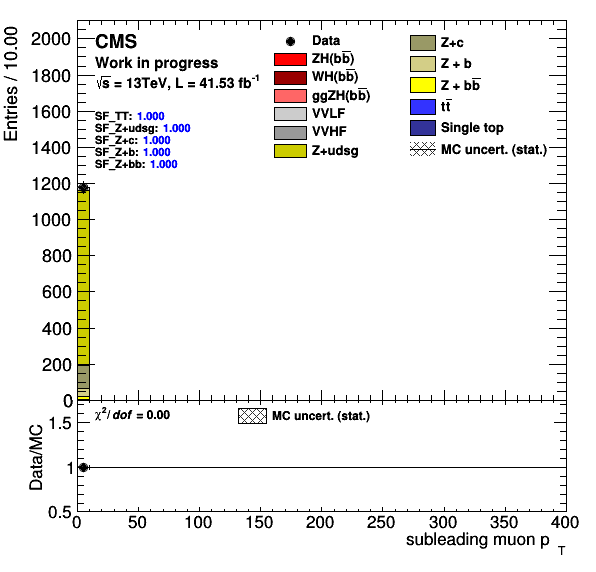 CMS
Work in progress
√s = 13TeV, L = 41.53 fb⁻¹
SF_TT: 1.000
SF_Z+udsg: 1.000
SF_Z+c: 1.000
SF_Z+b: 1.000
SF_Z+bb: 1.000
Data
ZH(bb̅)
WH(bb̅)
ggZH(bb̅)
VVLF
VVHF
Z+udsg
Z+c
Z + b
Z + bb̅
tt̅
Single top
MC uncert. (stat.)
Entries / 10.00
2000
1800
1600
1400
1200
1000
800
600
400
200
0
χ²/dof = 0.00
MC uncert. (stat.)
Data/MC
1.5
1
0.5
0 50 100 150 200 250 300 350 400
subleading muon p_T